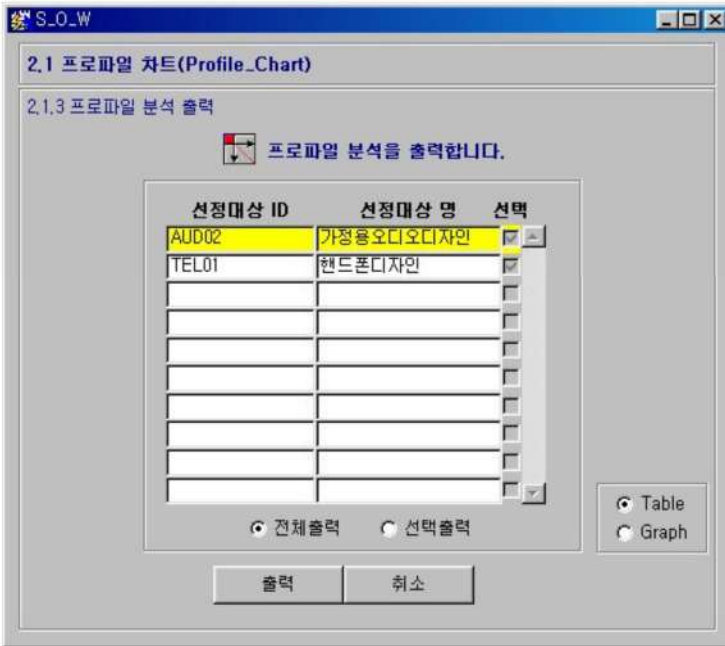 S_O_W
2.1 프로파일 차트(Profile_Chart)
2.1.3 프로파일 분석 출력
프로파일 분석을 출력합니다.
선정대상 ID 선정대상 명 선택
AUD02 가정용오디오디자인
TEL01 핸드폰디자인
전체출력 선택출력
Table
Graph
출력 취소